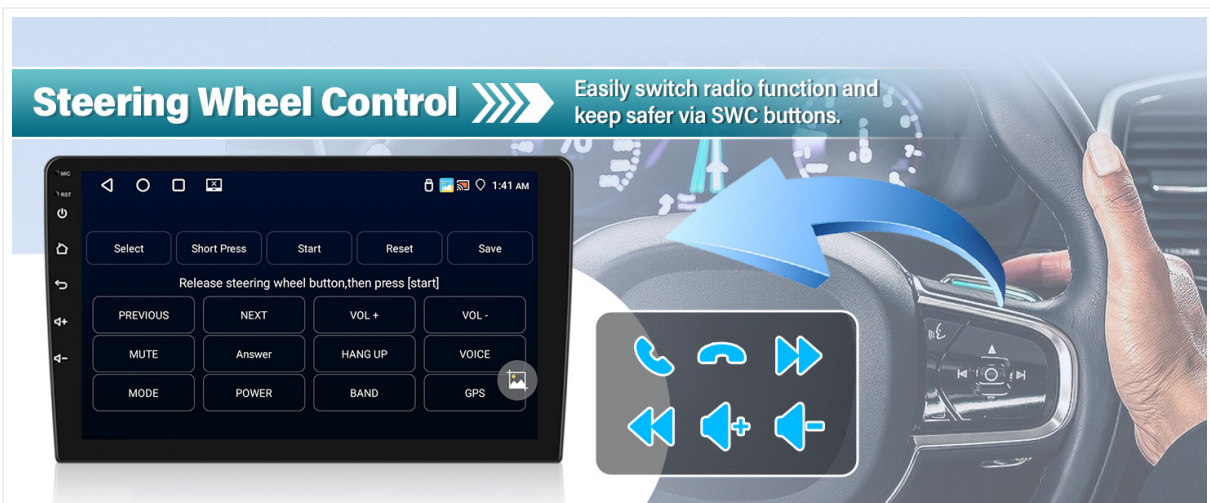 Steering Wheel Control
Easily switch radio function and
keep safer via SWC buttons.
MIC
RST
1:41 AM
Select Short Press Start Reset Save
Release steering wheel button,then press [start]
PREVIOUS NEXT VOL + VOL -
MUTE Answer HANG UP VOICE
MODE POWER BAND GPS